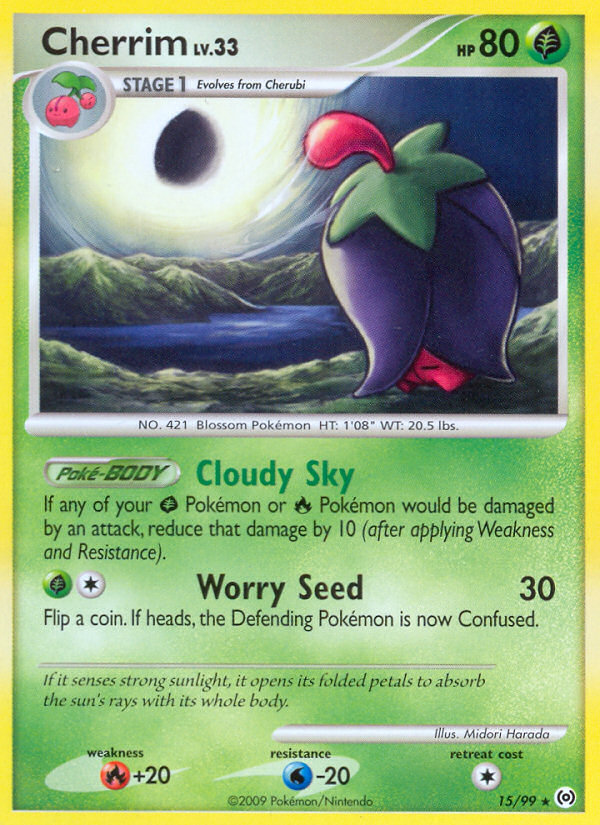 Cherrim LV.33
HP 80
STAGE 1 Evolves from Cherubi
NO. 421 Blossom Pokémon HT: 1'08" WT: 20.5 lbs.
Poké-BODY Cloudy Sky
If any of your Pokémon or Pokémon would be damaged
by an attack, reduce that damage by 10 (after applying Weakness
and Resistance).
Worry Seed 30
Flip a coin. If heads, the Defending Pokémon is now Confused.
If it senses strong sunlight, it opens its folded petals to absorb
the sun's rays with its whole body.
Illus. Midori Harada
weakness resistance retreat cost
+20 -20
©2009 Pokémon/Nintendo 15/99 ★